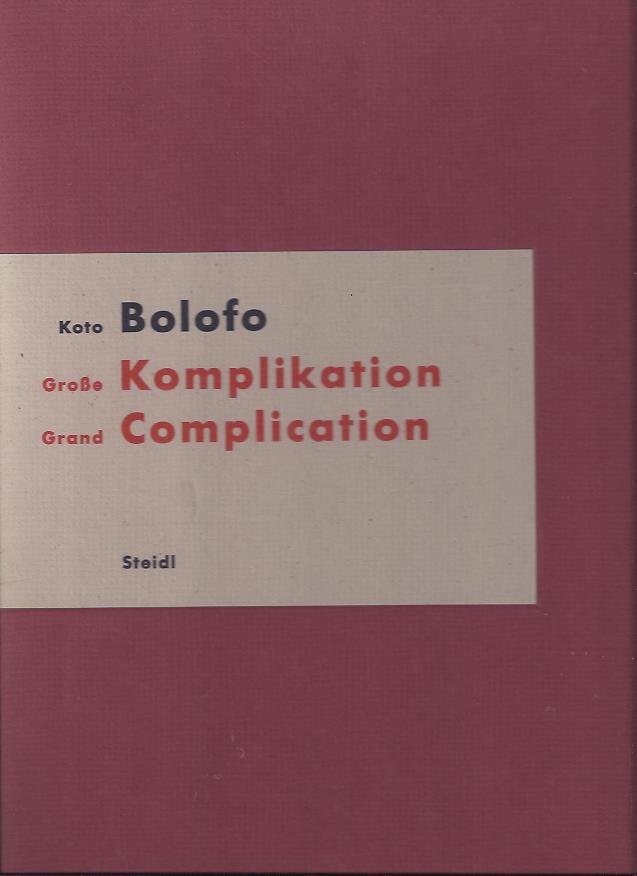 Koto Bolofo
Große Komplikation
Grand Complication
Steidl